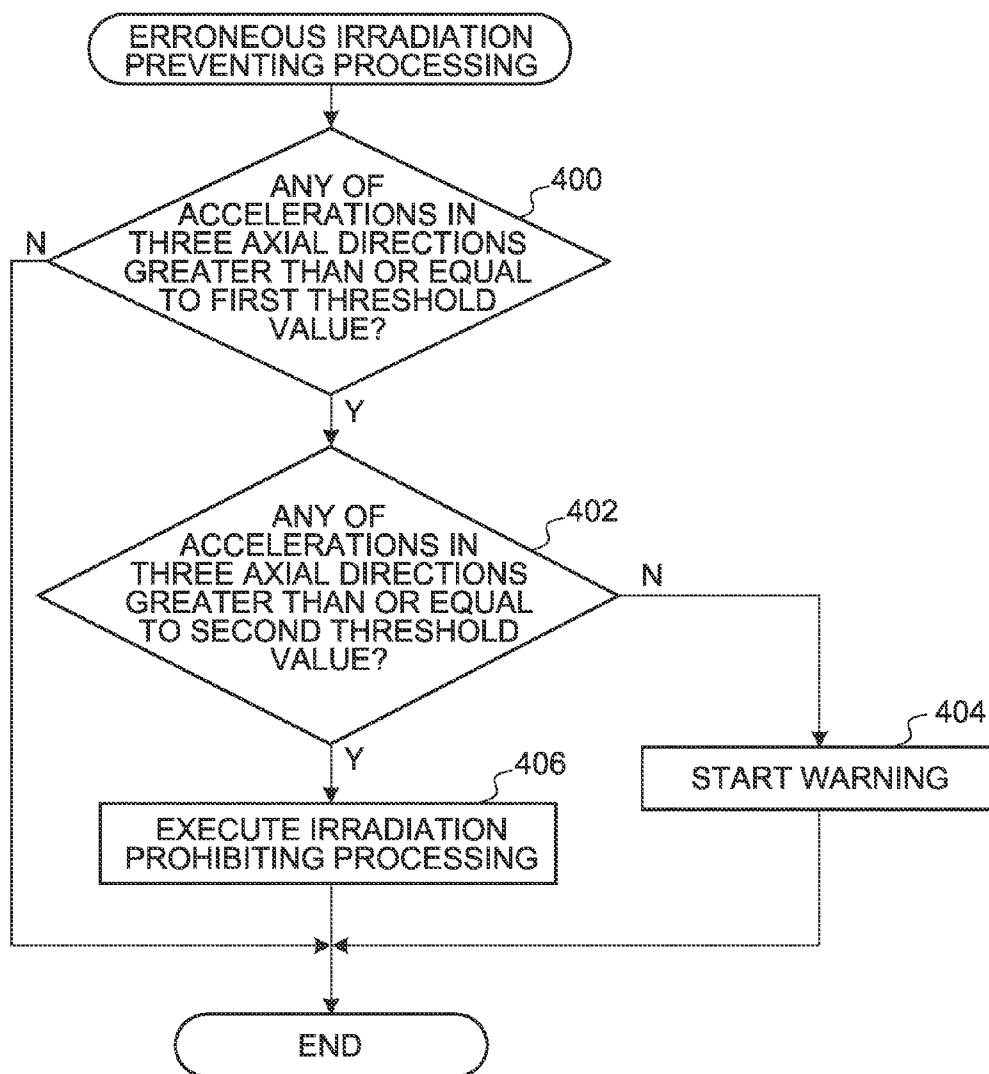 ERRONEOUS IRRADIATION
PREVENTING PROCESSING
400
ANY OF
ACCELERATIONS IN
THREE AXIAL DIRECTIONS
GREATER THAN OR EQUAL
TO FIRST THRESHOLD
VALUE?
N
Y
402
ANY OF
ACCELERATIONS IN
THREE AXIAL DIRECTIONS
GREATER THAN OR EQUAL
TO SECOND THRESHOLD
VALUE?
N
Y
404
START WARNING
406
EXECUTE IRRADIATION
PROHIBITING PROCESSING
END